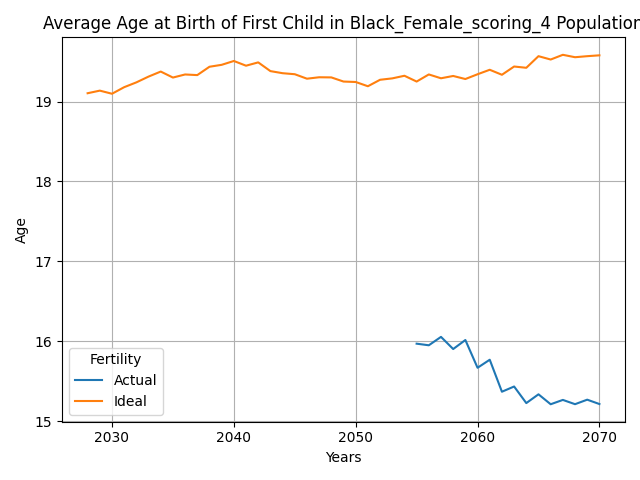 Average Age at Birth of First Child in Black_Female_scoring_4 Population
Age
19
18
17
16
15
Fertility
Actual
Ideal
2030 2040 2050 2060 2070
Years